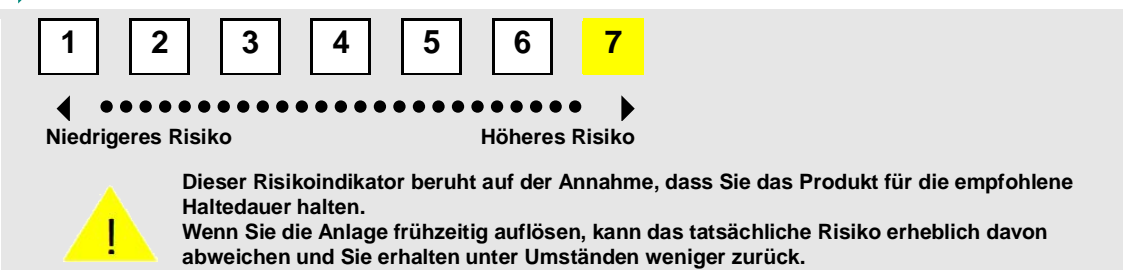 1 2 3 4 5 6 7
Niedrigeres Risiko Höheres Risiko
Dieser Risikoindikator beruht auf der Annahme, dass Sie das Produkt für die empfohlene
Haltedauer halten.
!
Wenn Sie die Anlage frühzeitig auflösen, kann das tatsächliche Risiko erheblich davon
abweichen und Sie erhalten unter Umständen weniger zurück.